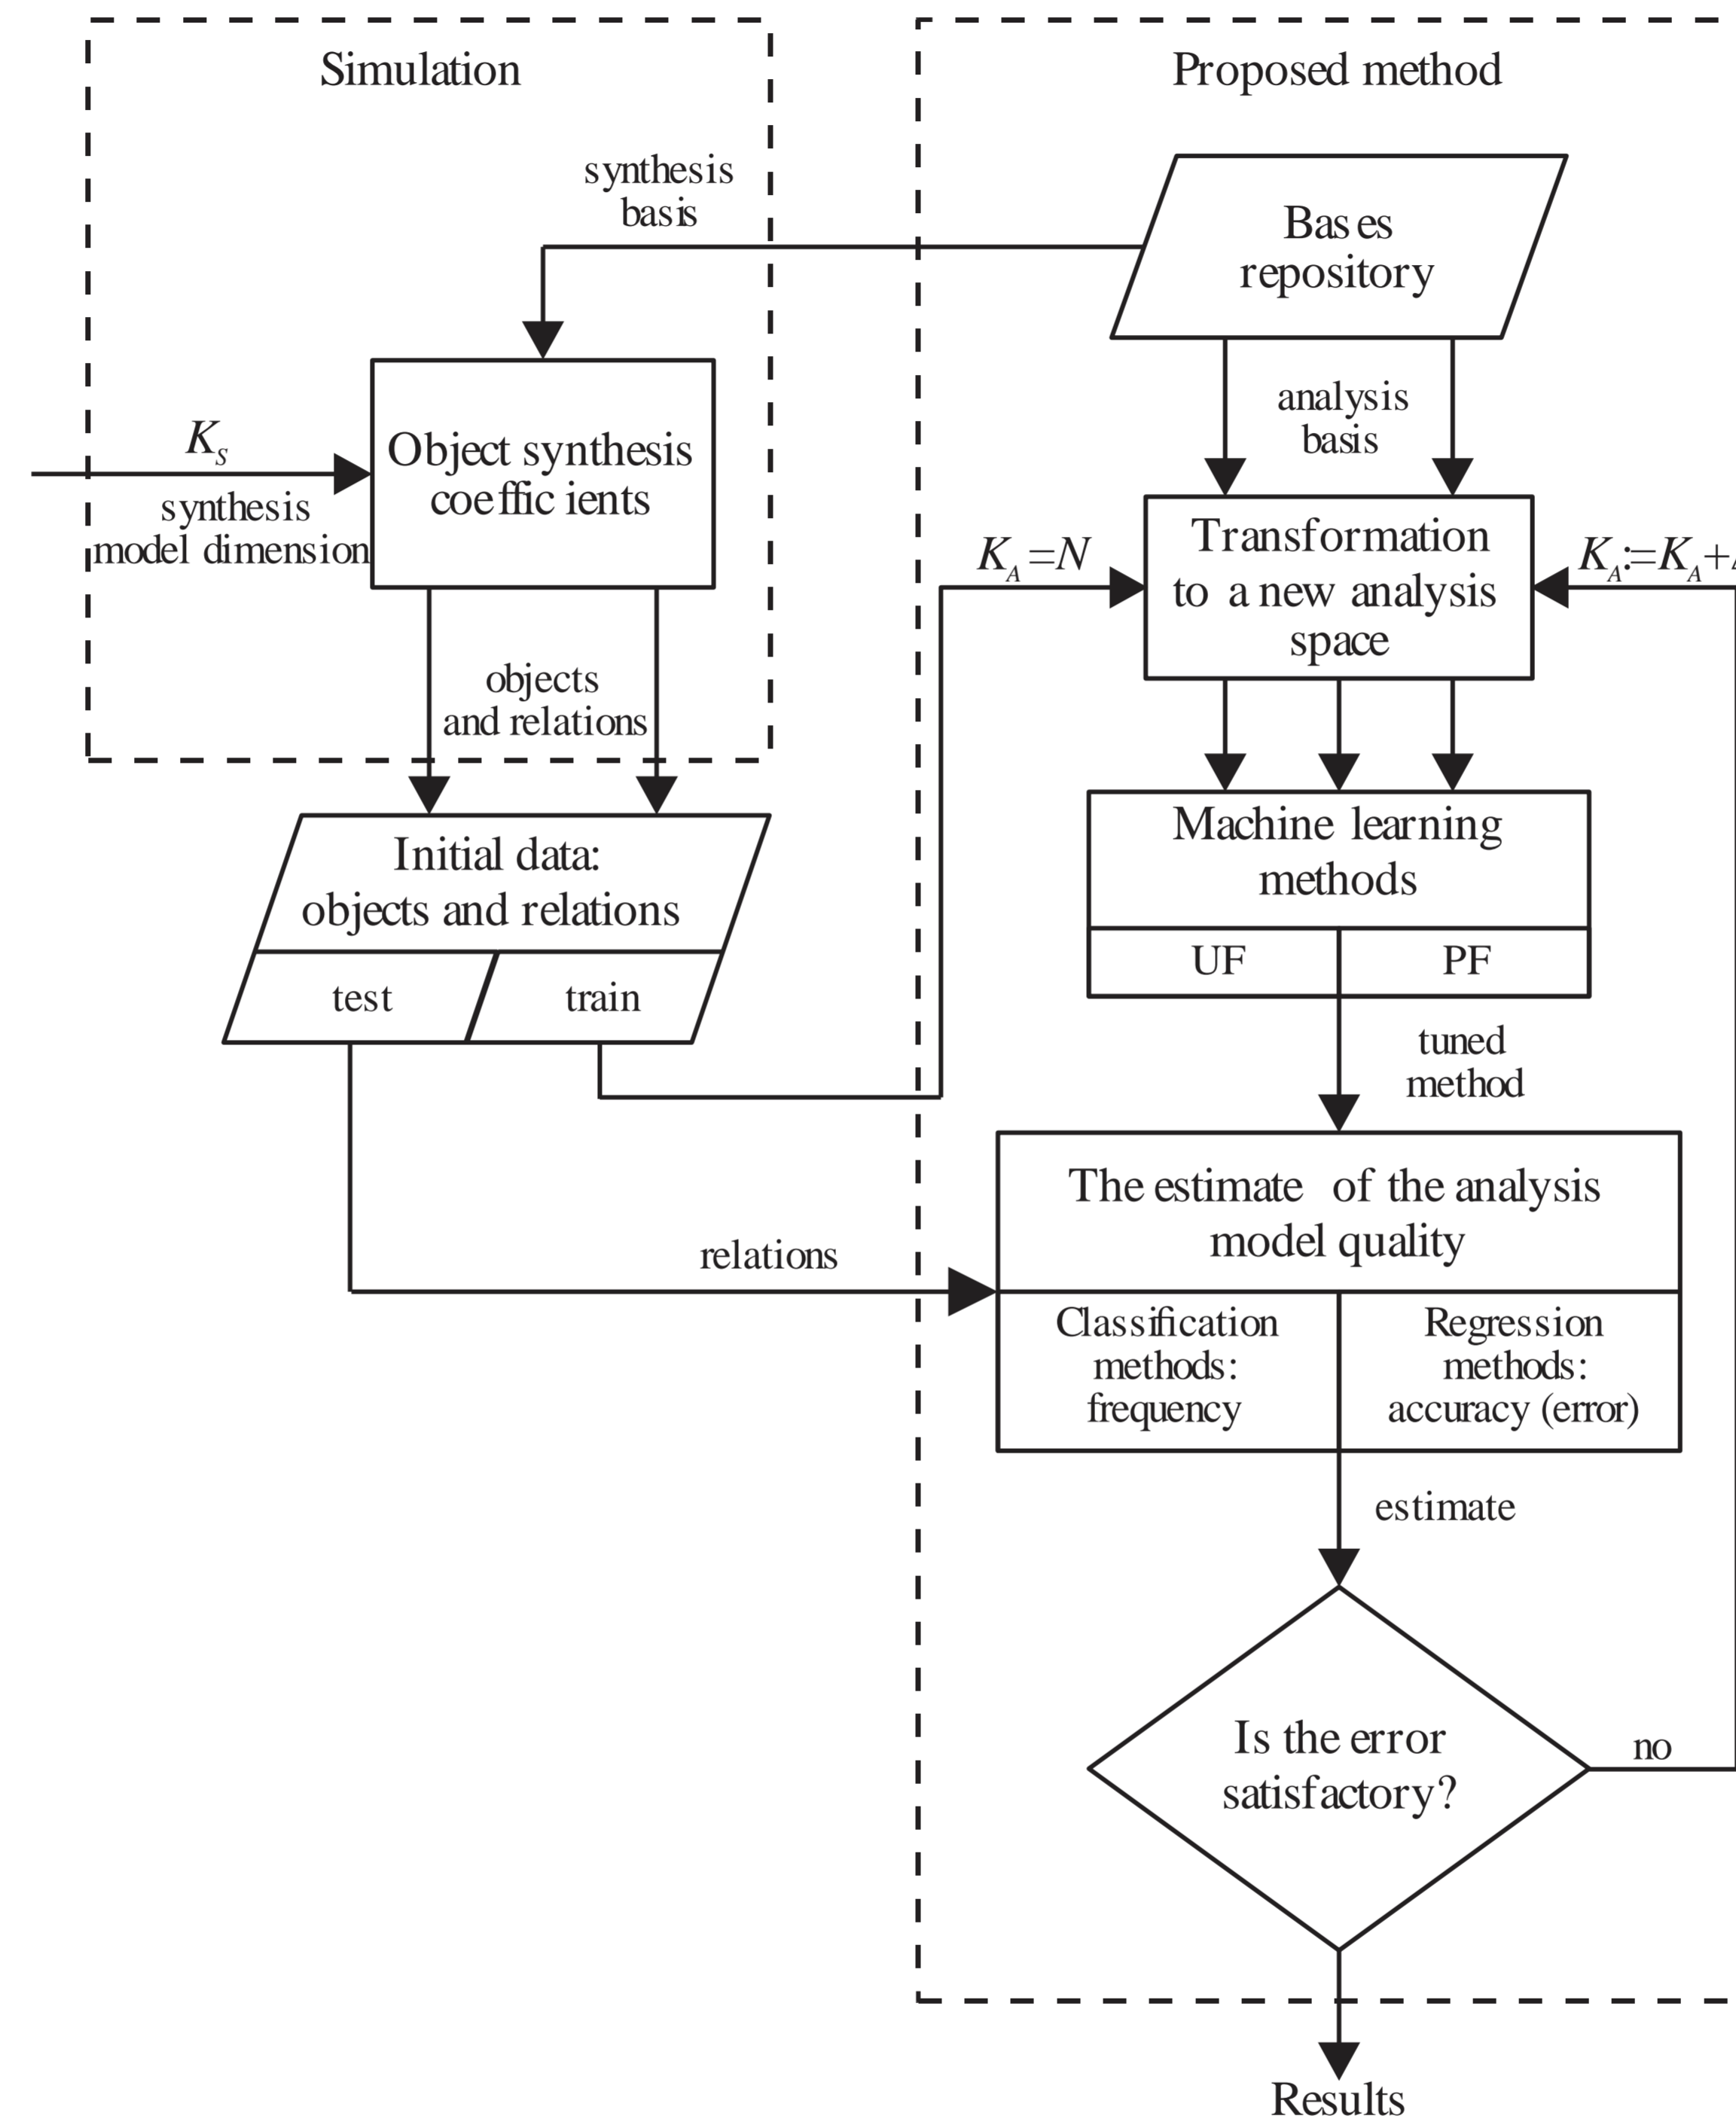 Simulation
Proposed method
synthesis
basis
Bases
repository
analysis
basis
K_S
synthesis
model dimension
Object synthesis
coefficients
K_A=N
Transformation
to a new analysis
space
K_A:=K_A+
objects
and relations
Initial data:
objects and relations
test
train
Machine learning
methods
UF
PF
tuned
method
The estimate of the analysis
model quality
relations
Classification
methods:
frequency
Regression
methods:
accuracy (error)
estimate
Is the error
satisfactory?
no
Results